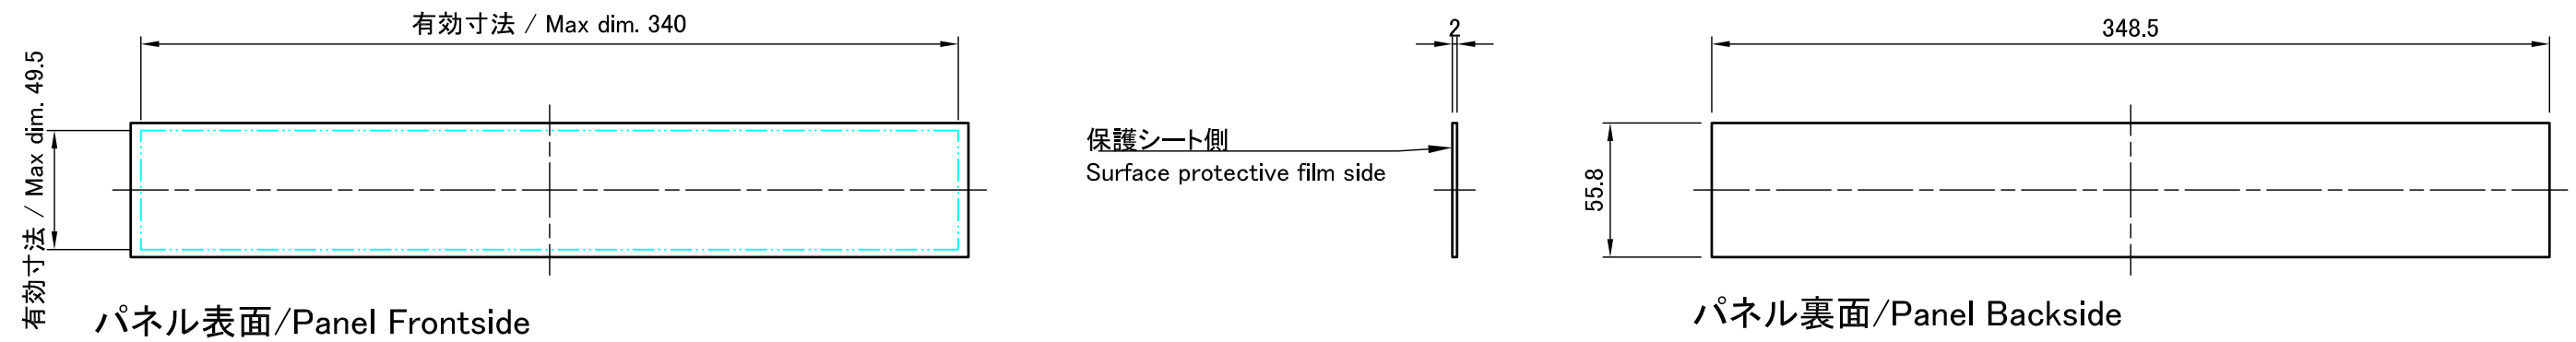 有効寸法 / Max dim. 340
有効寸法 / Max dim. 49.5
パネル表面/Panel Frontside
2
保護シート側
Surface protective film side
348.5
55.8
パネル裏面/Panel Backside